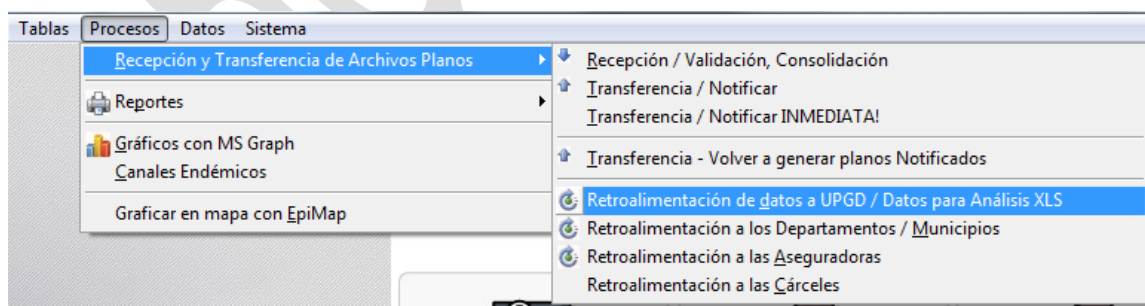 Tablas Procesos Datos Sistema
Recepción y Transferencia de Archivos Planos
Reportes
Gráficos con MS Graph
Canales Endémicos
Graficar en mapa con EpiMap
Recepción / Validación, Consolidación
Transferencia / Notificar
Transferencia / Notificar INMEDIATA!
Transferencia - Volver a generar planos Notificados
Retroalimentación de datos a UPGD / Datos para Análisis XLS
Retroalimentación a los Departamentos / Municipios
Retroalimentación a las Aseguradoras
Retroalimentación a las Cárceles